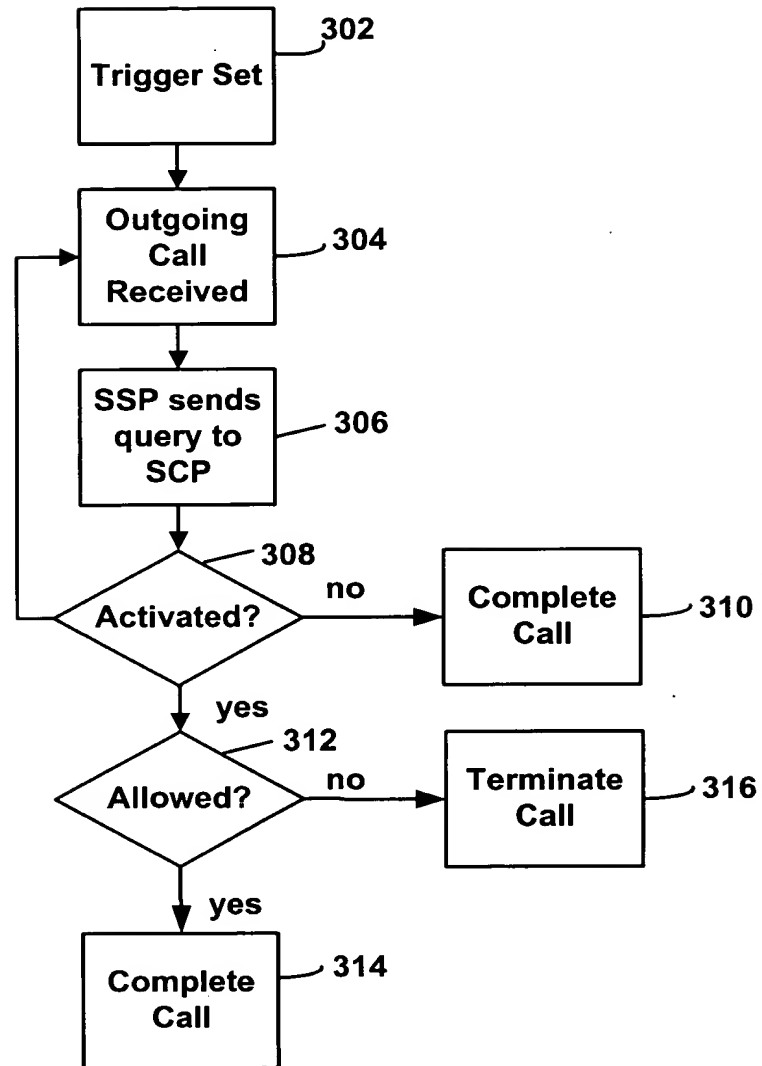 302
Trigger Set
Outgoing
Call
Received
304
SSP sends
query to
SCP
306
308
Activated?
no
Complete
Call
310
yes
312
Allowed?
no
Terminate
Call
316
yes
Complete
Call
314